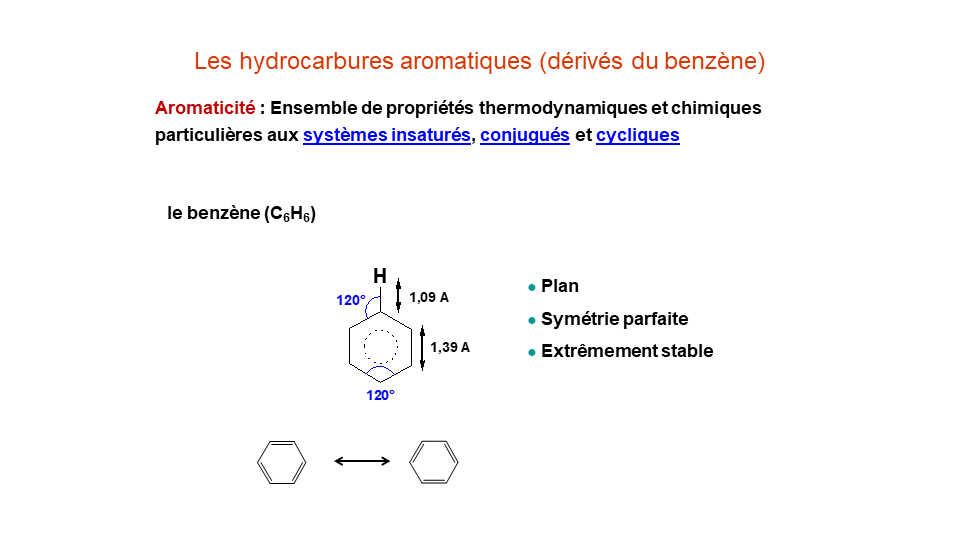 Les hydrocarbures aromatiques (dérivés du benzène)
Aromaticité : Ensemble de propriétés thermodynamiques et chimiques
particulières aux systèmes insaturés, conjugués et cycliques
le benzène (C₆H₆)
H
120°
1,09 A
1,39 A
120°
● Plan
● Symétrie parfaite
● Extrêmement stable